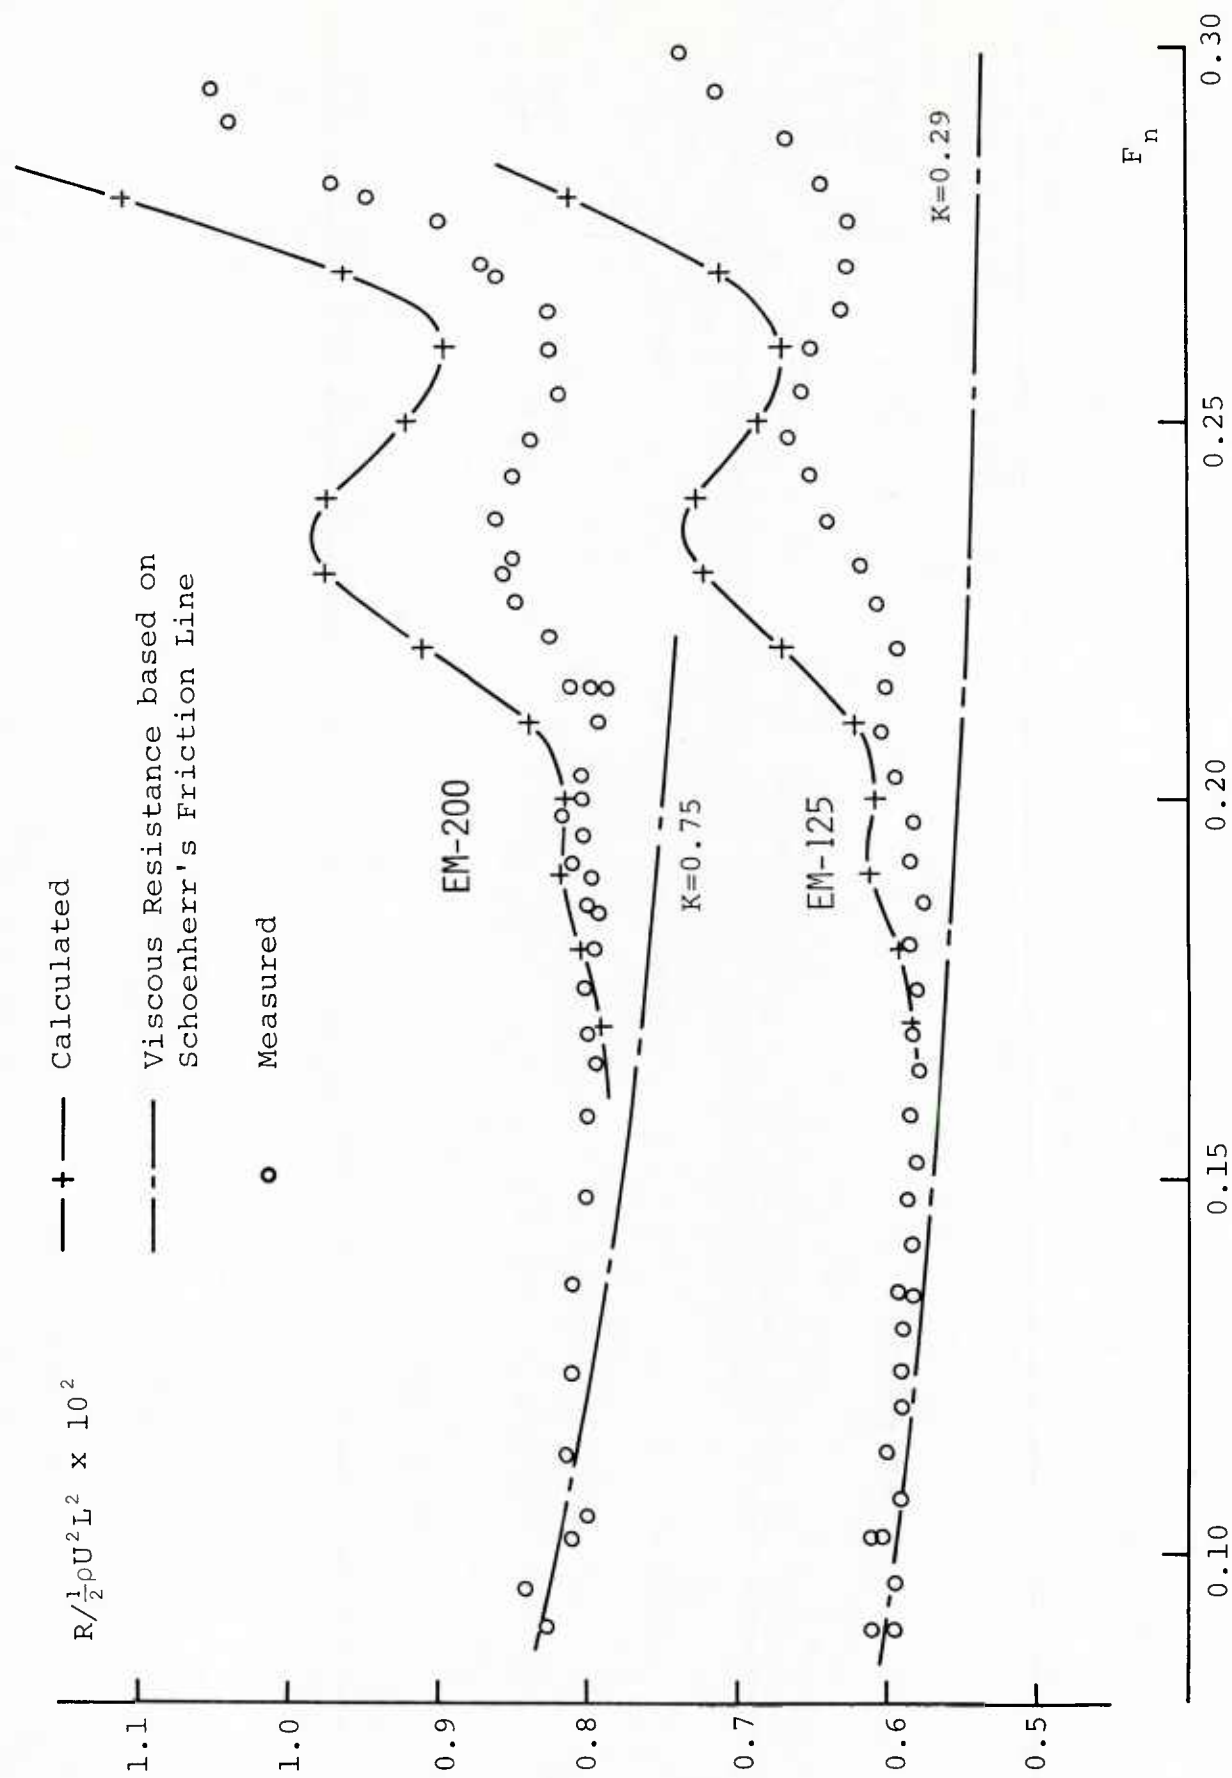 R/½ρU²L² x 10²
Calculated
Viscous Resistance based on
Schoenherr's Friction Line
Measured
1.1
1.0
0.9
0.8
0.7
0.6
0.5
EM-200
K=0.75
EM-125
K=0.29
Fn
0.10
0.15
0.20
0.25
0.30